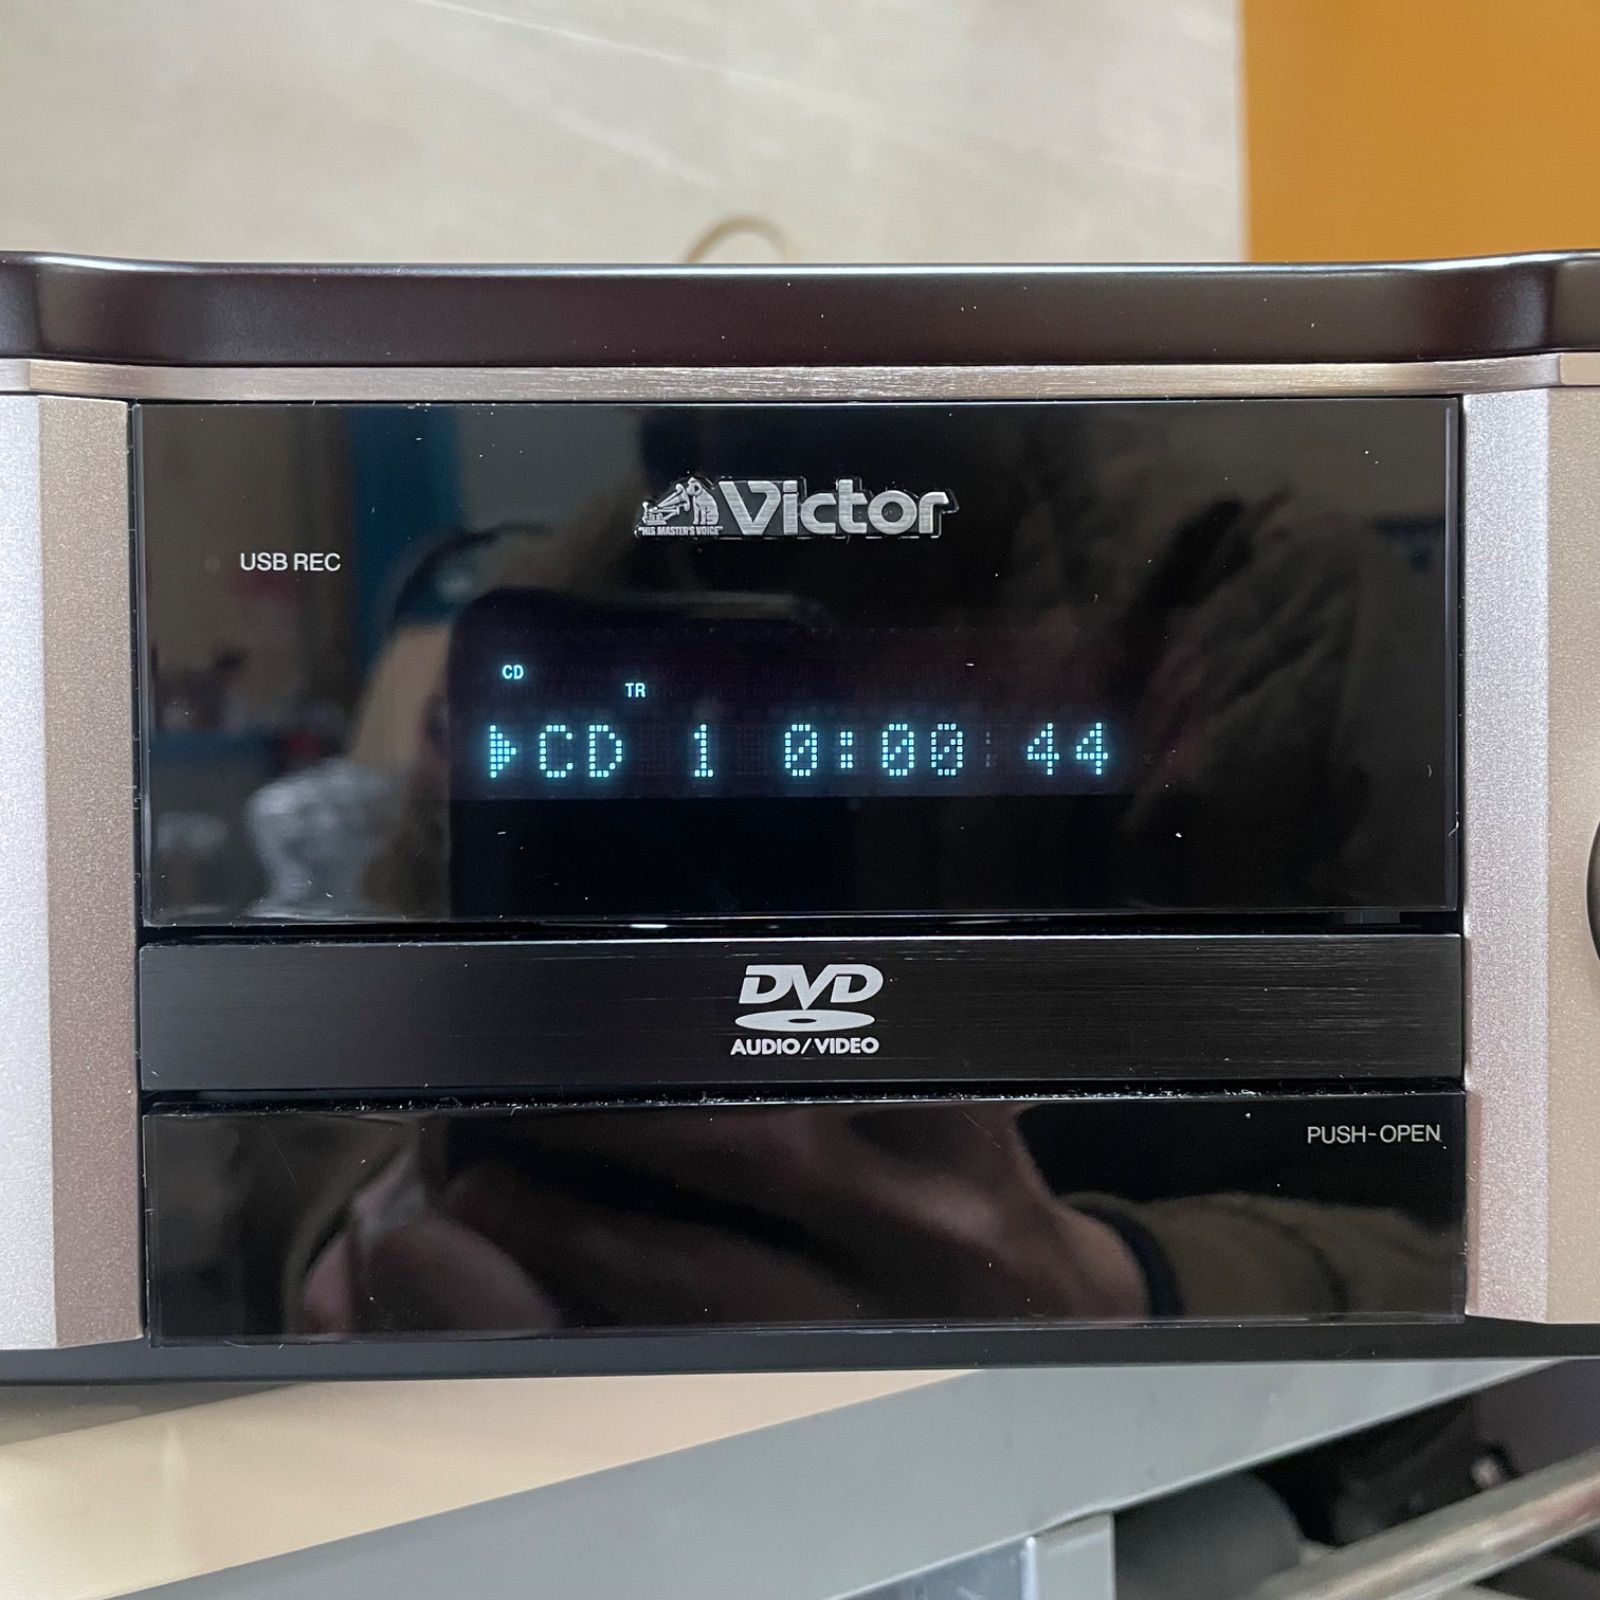 "HIS MASTER'S VOICE" Victor
USB REC
CD
TR
CD 1 0:00 44
DVD
AUDIO/VIDEO
PUSH-OPEN